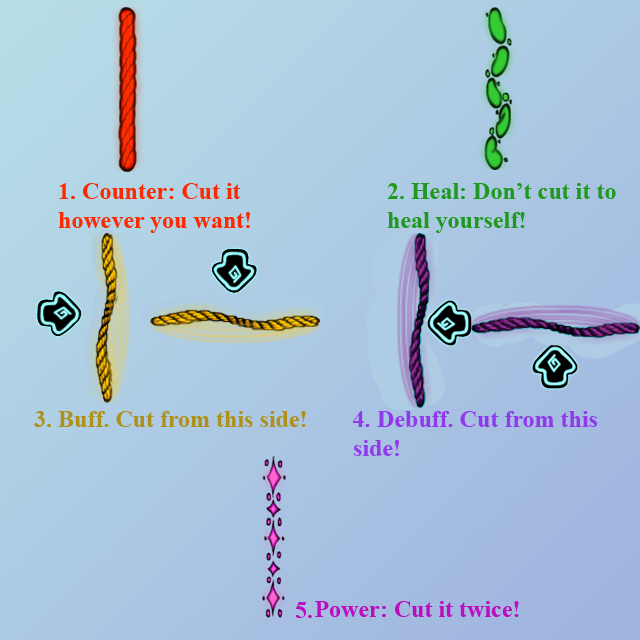 1. Counter: Cut it
however you want!
2. Heal: Don’t cut it to
heal yourself!
3. Buff. Cut from this side!
4. Debuff. Cut from this
side!
5.Power: Cut it twice!